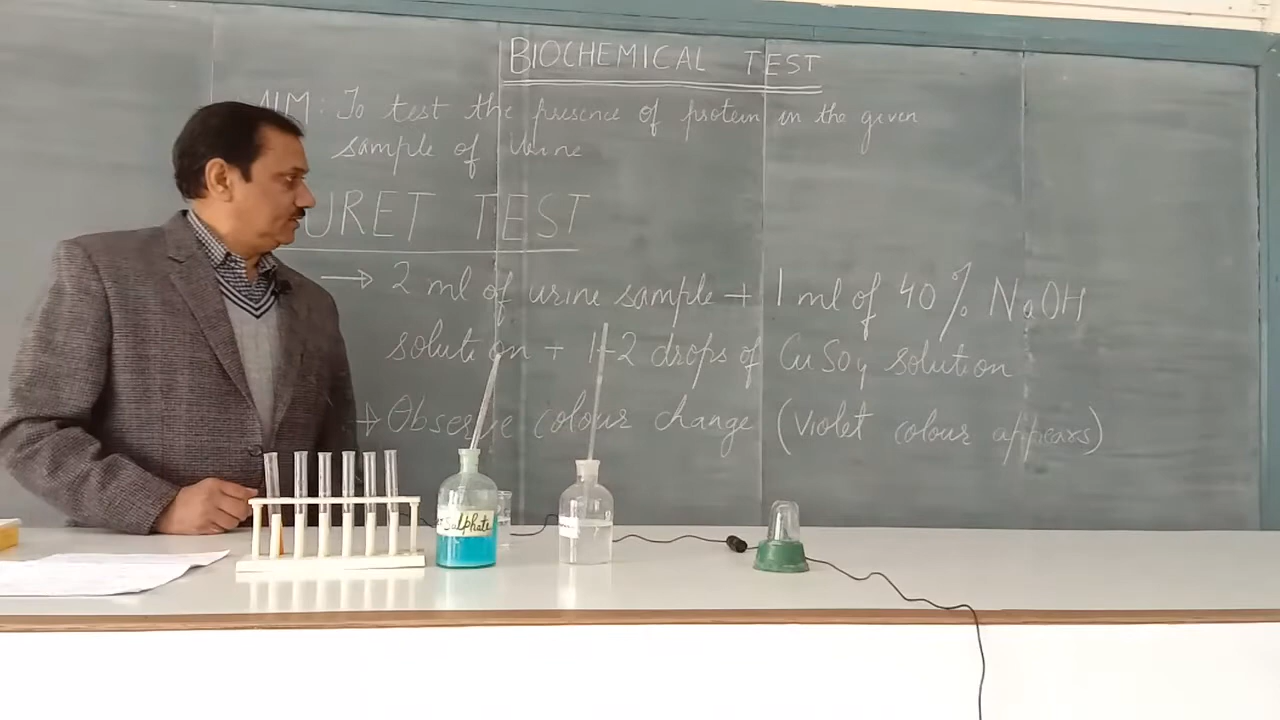 BIOCHEMICAL TEST
AIM: To test the presence of protein in the given
sample of Urine
URET TEST
→ 2 ml of urine sample + 1 ml of 40% NaOH
solution + 1-2 drops of CuSO4 solution
→ Observe colour change (Violet colour appears)
Sulphate